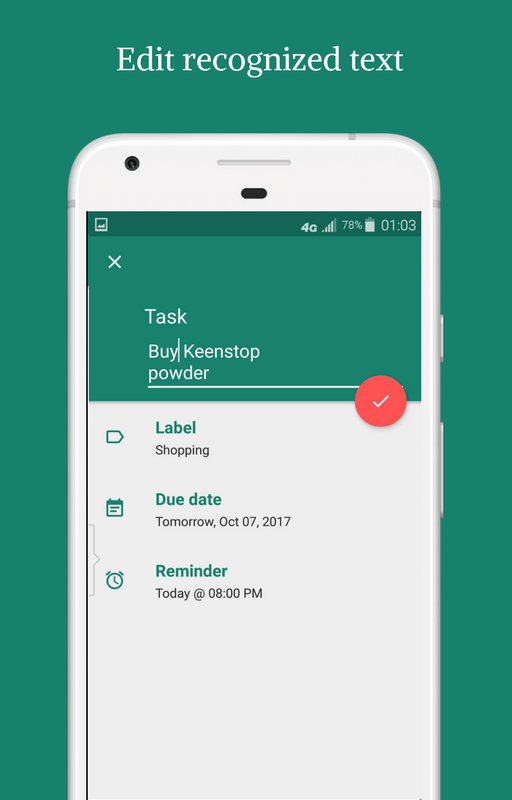 Edit recognized text
4G 78% 01:03
Task
Buy Keenstop
powder
Label
Shopping
Due date
Tomorrow, Oct 07, 2017
Reminder
Today @ 08:00 PM